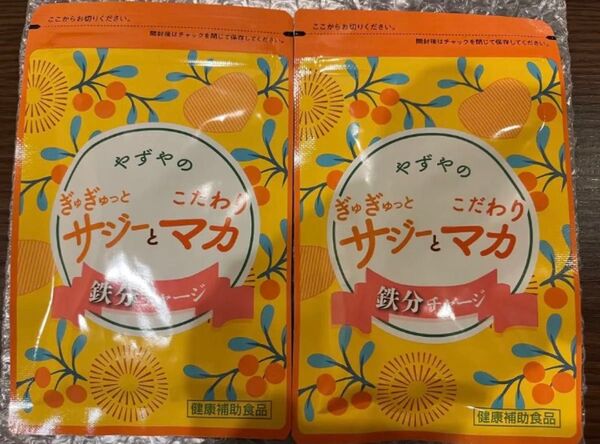 ここからお切りください。
開封後はチャックを閉じて保存してください。
やずやの
ぎゅぎゅっと こだわり
サジーとマカ
鉄分チャージ
健康補助食品
ここからお切りください。
開封後はチャックを閉じて保存してください。
やずやの
ぎゅぎゅっと こだわり
サジーとマカ
鉄分チャージ
健康補助食品